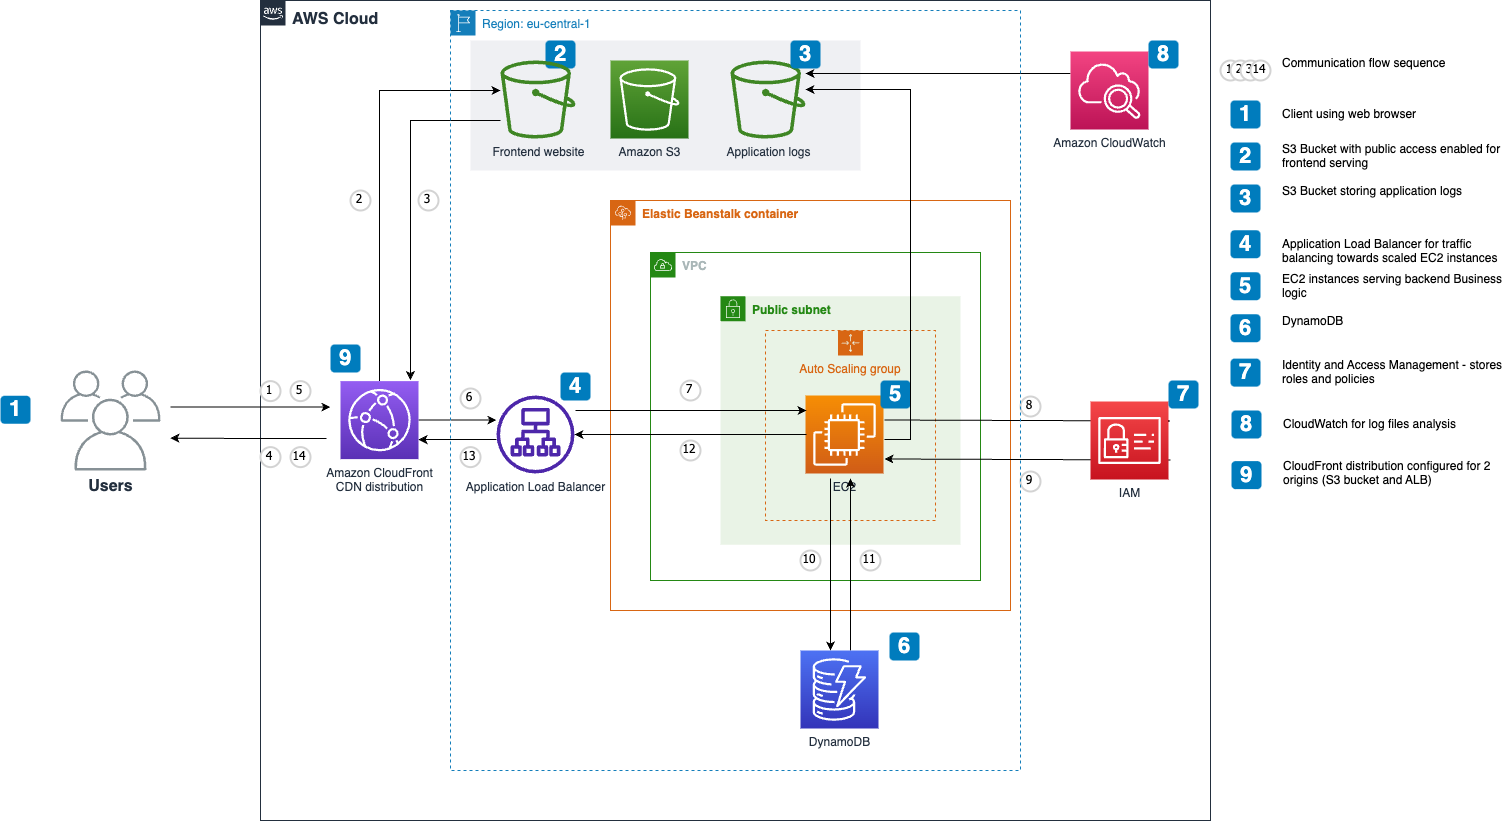 aws
AWS Cloud
Region: eu-central-1
2
3
8
Frontend website
Amazon S3
Application logs
Amazon CloudWatch
2
3
Elastic Beanstalk container
VPC
Public subnet
Auto Scaling group
9
4
5
7
1
1
5
6
7
8
4
14
13
12
9
Users
Amazon CloudFront
CDN distribution
Application Load Balancer
EC2
IAM
10
11
6
DynamoDB
1
2
3
14
Communication flow sequence
1
Client using web browser
2
S3 Bucket with public access enabled for
frontend serving
3
S3 Bucket storing application logs
4
Application Load Balancer for traffic
balancing towards scaled EC2 instances
5
EC2 instances serving backend Business
logic
6
DynamoDB
7
Identity and Access Management - stores
roles and policies
8
CloudWatch for log files analysis
9
CloudFront distribution configured for 2
origins (S3 bucket and ALB)